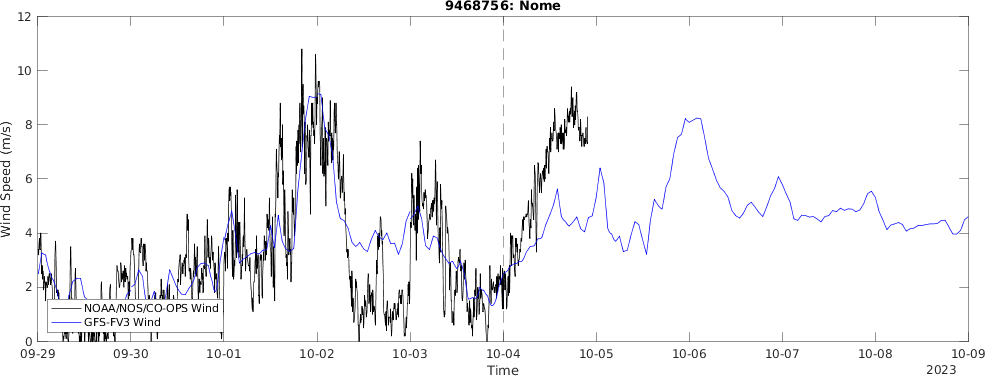 9468756: Nome
12
10
8
6
4
2
0
Wind Speed (m/s)
NOAA/NOS/CO-OPS Wind
GFS-FV3 Wind
09-29 09-30 10-01 10-02 10-03 10-04 10-05 10-06 10-07 10-08 10-09
Time
2023